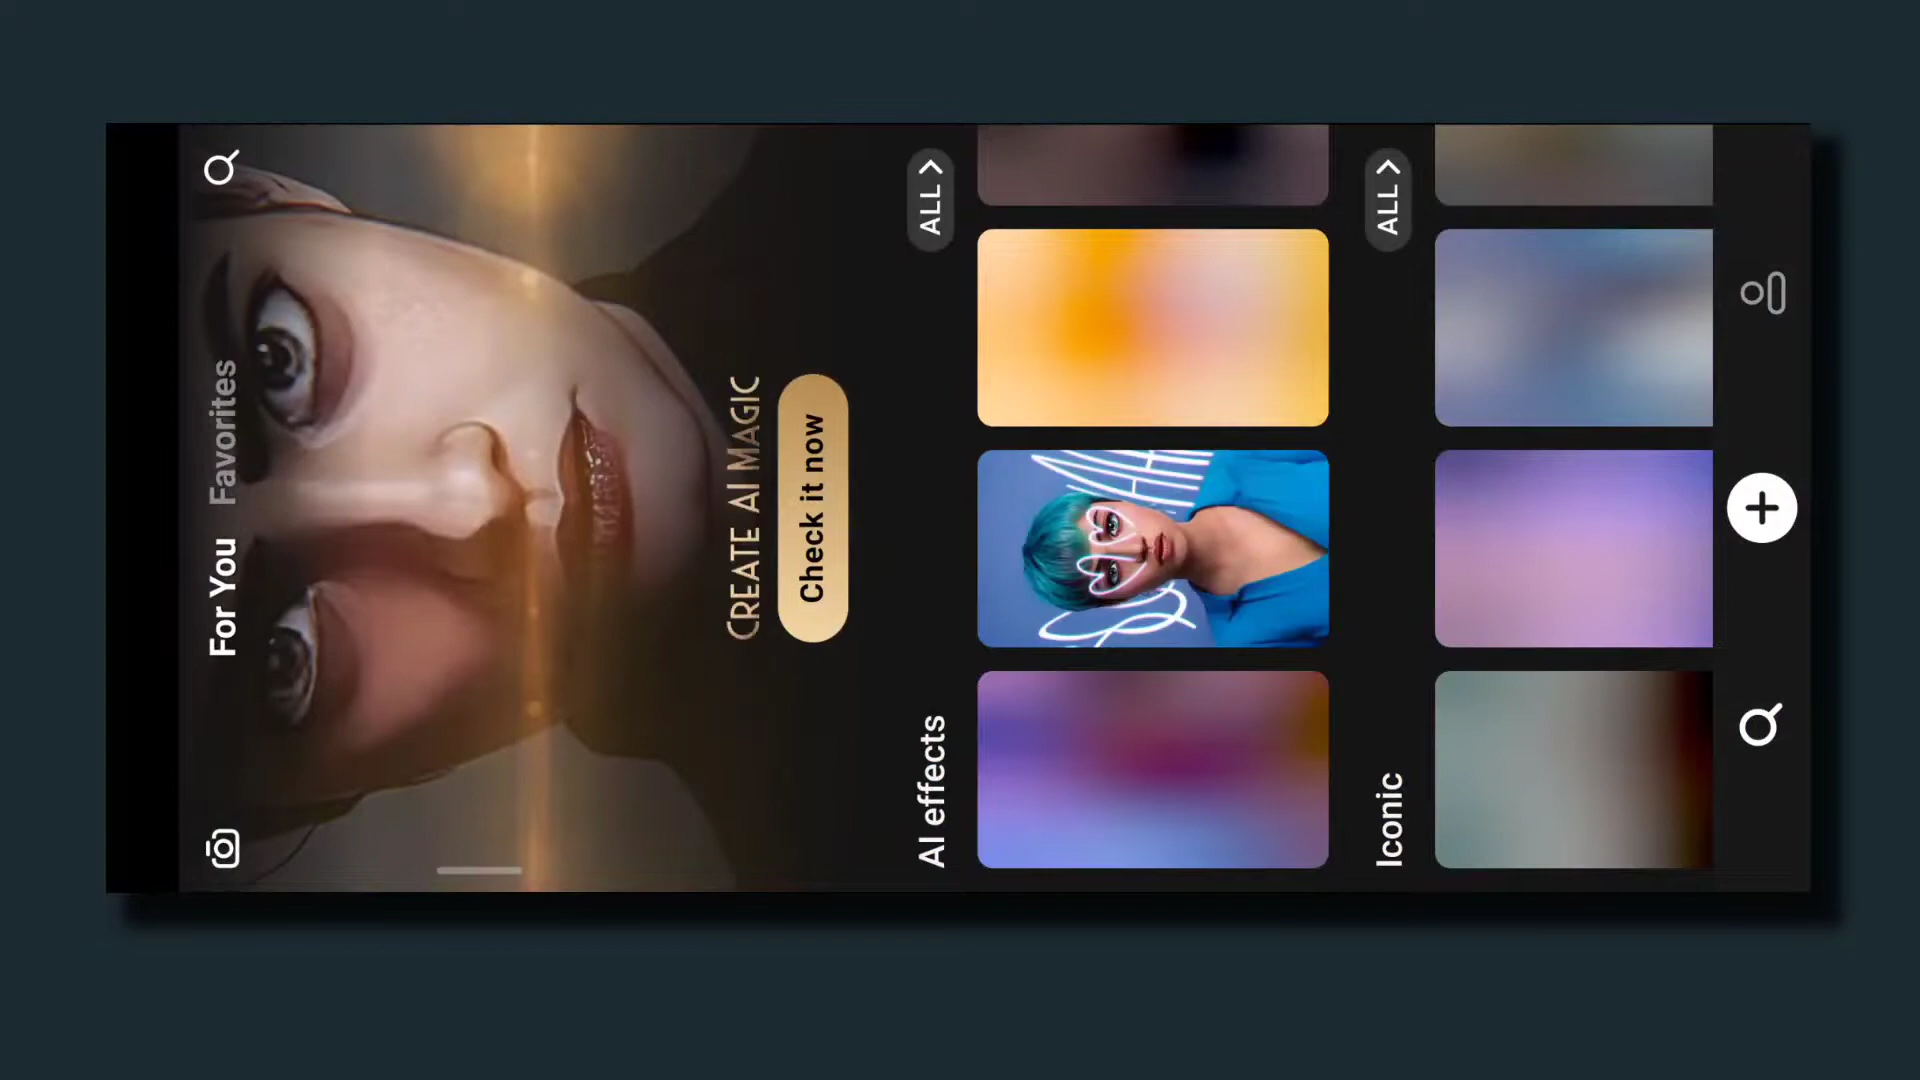 For You Favorites
CREATE AI MAGIC
Check it now
AI effects ALL
Iconic ALL